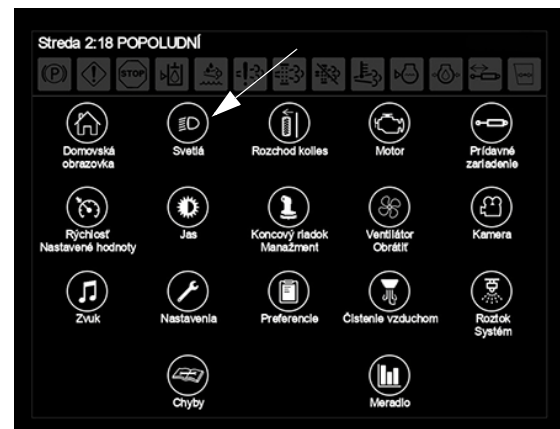 Streda 2:18 POPOLUDNÍ
(P) STOP
Domovská obrazovka
Svetlá
Rozchod kolies
Motor
Prídavné zariadenie
Rýchlosť Nastavené hodnoty
Jas
Koncový riadok Manažment
Ventilátor Obrátiť
Kamera
Zvuk
Nastavenia
Preferencie
Čistenie vzduchom
Roztok Systém
Chyby
Meradlo